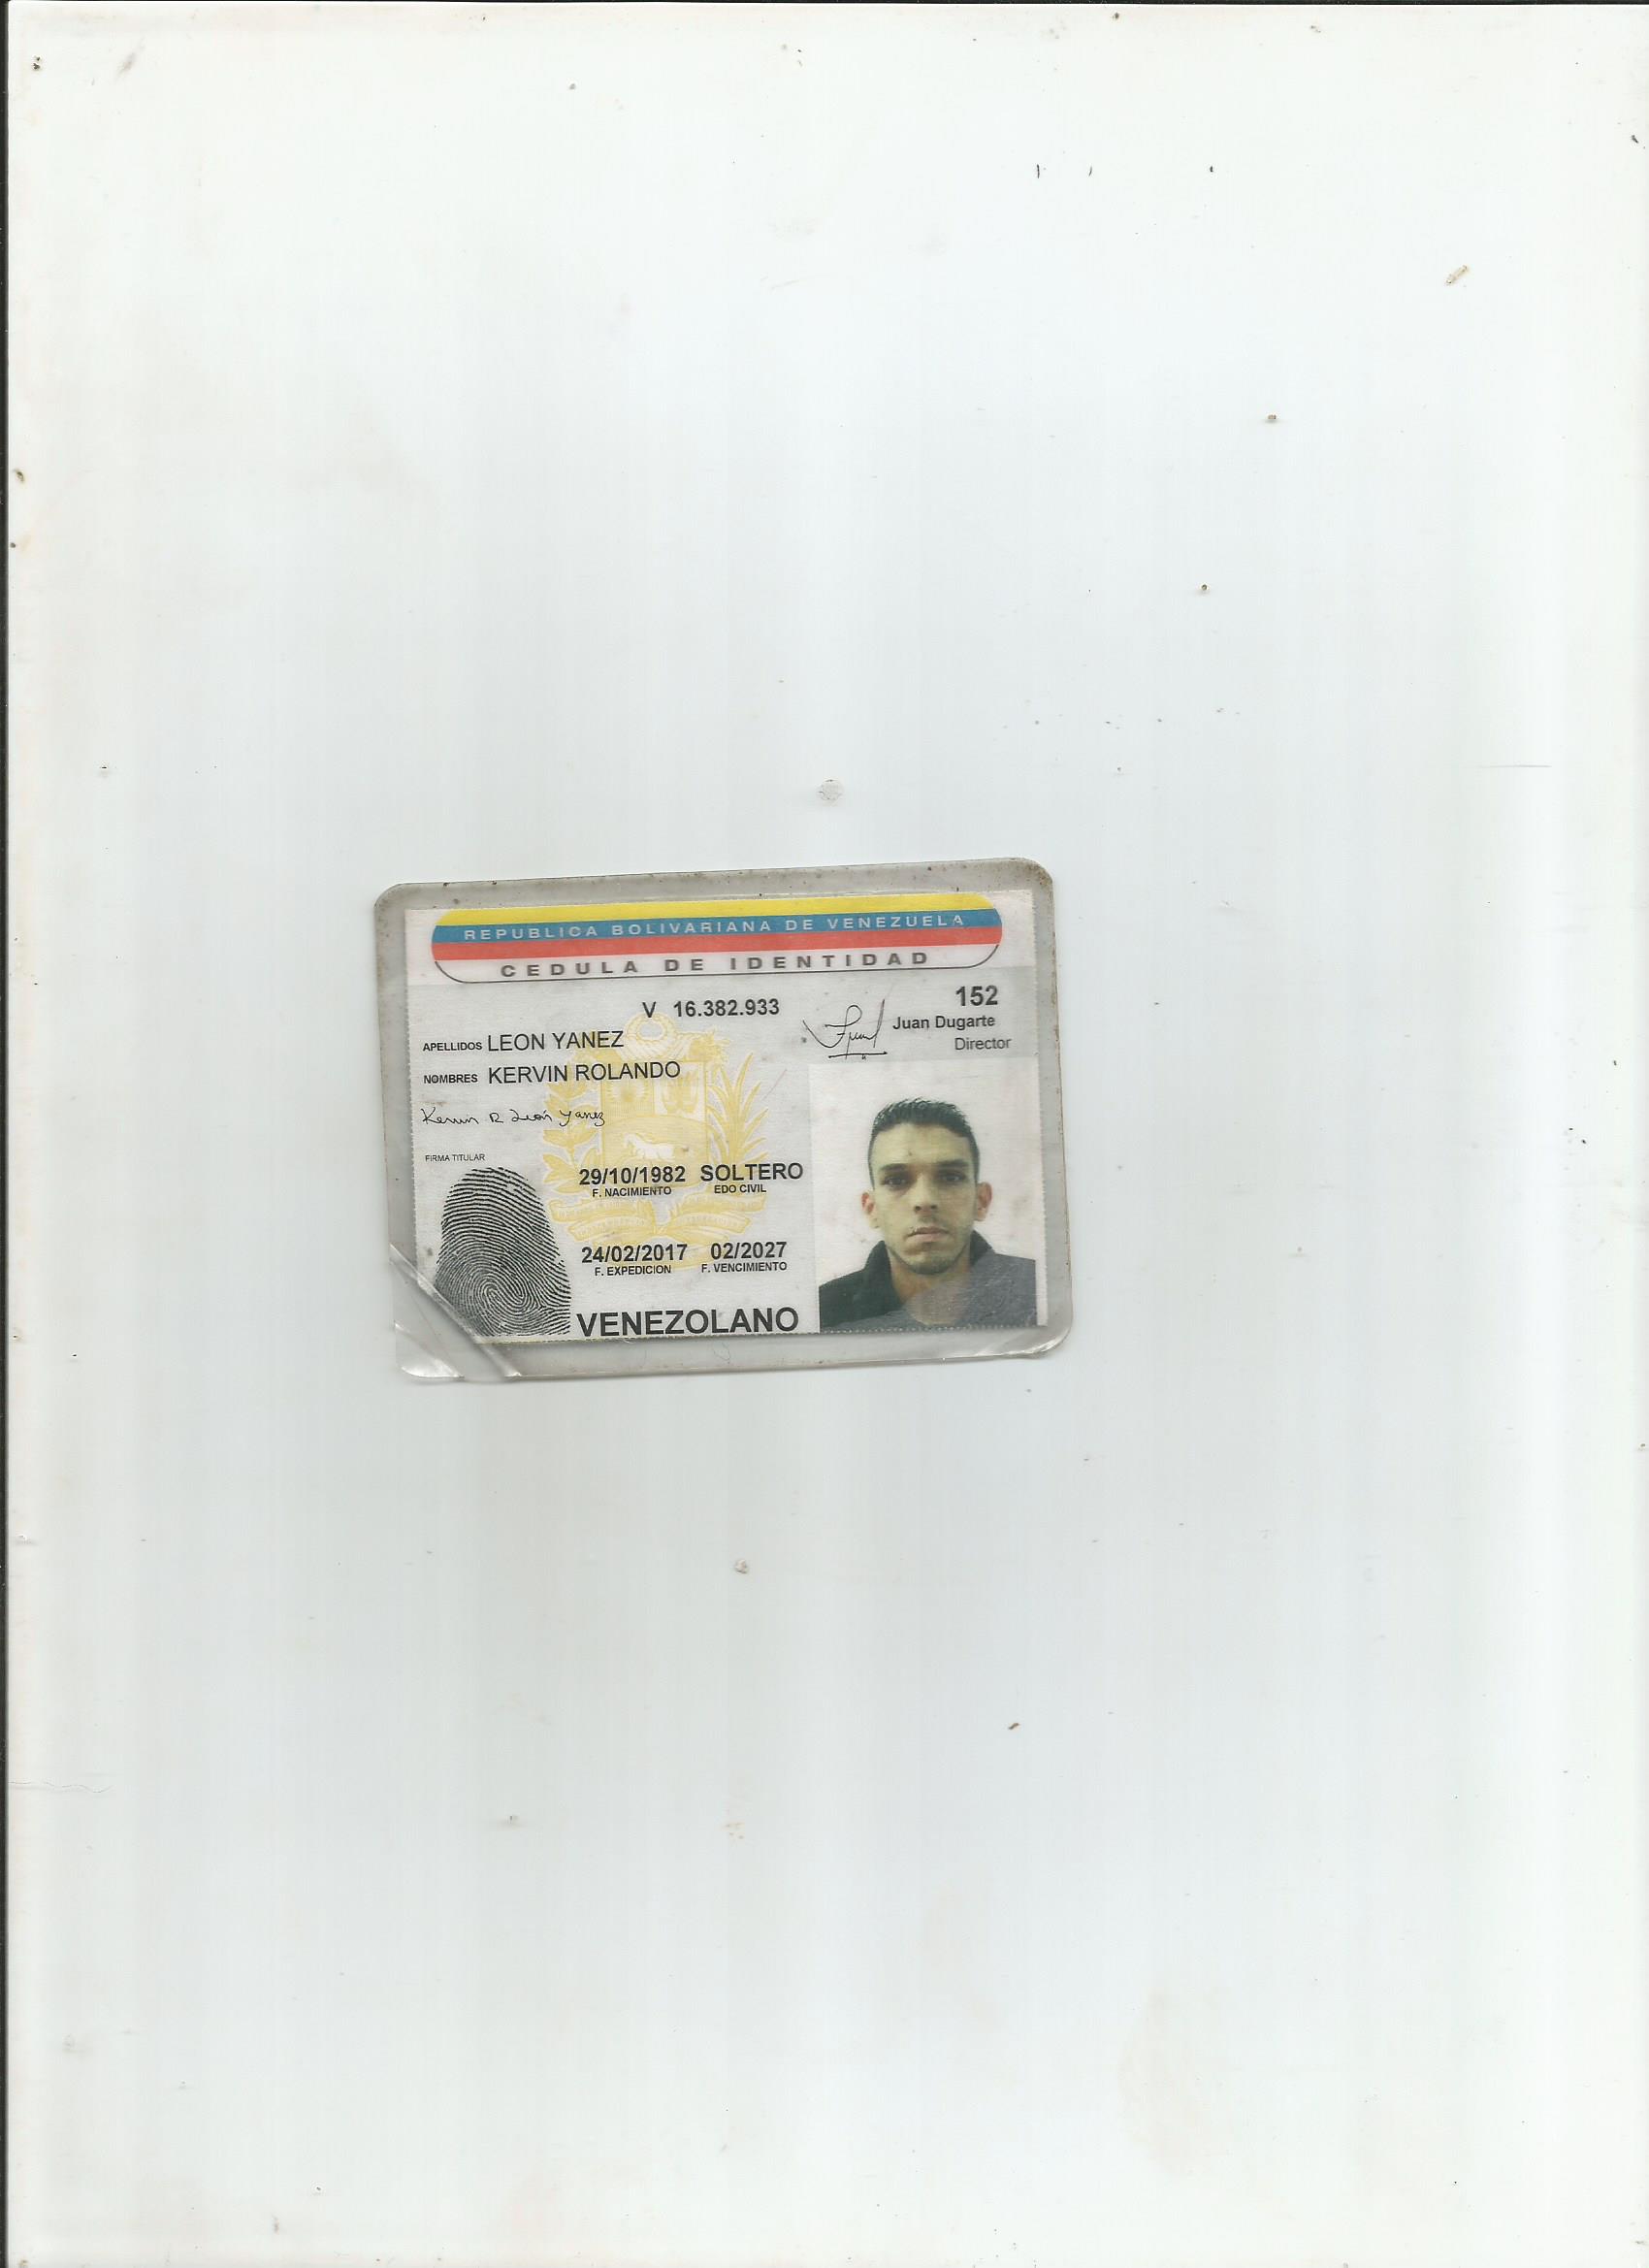 REPUBLICA BOLIVARIANA DE VENEZUELA
CEDULA DE IDENTIDAD
V 16.382.933
152
Juan Dugarte
Director
APELLIDOS LEON YANEZ
NOMBRES KERVIN ROLANDO
Kervin R León Yanez
FIRMA TITULAR
29/10/1982 SOLTERO
F. NACIMIENTO EDO CIVIL
24/02/2017 02/2027
F. EXPEDICION F. VENCIMIENTO
VENEZOLANO